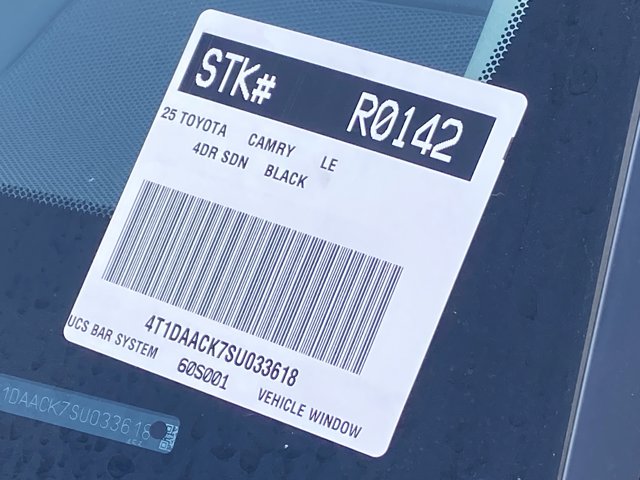 STK# R0142
25 TOYOTA CAMRY LE
4DR SDN BLACK
4T1DAACK7SU033618
UCS BAR SYSTEM 60S001 VEHICLE WINDOW
1DAACK7SU033618